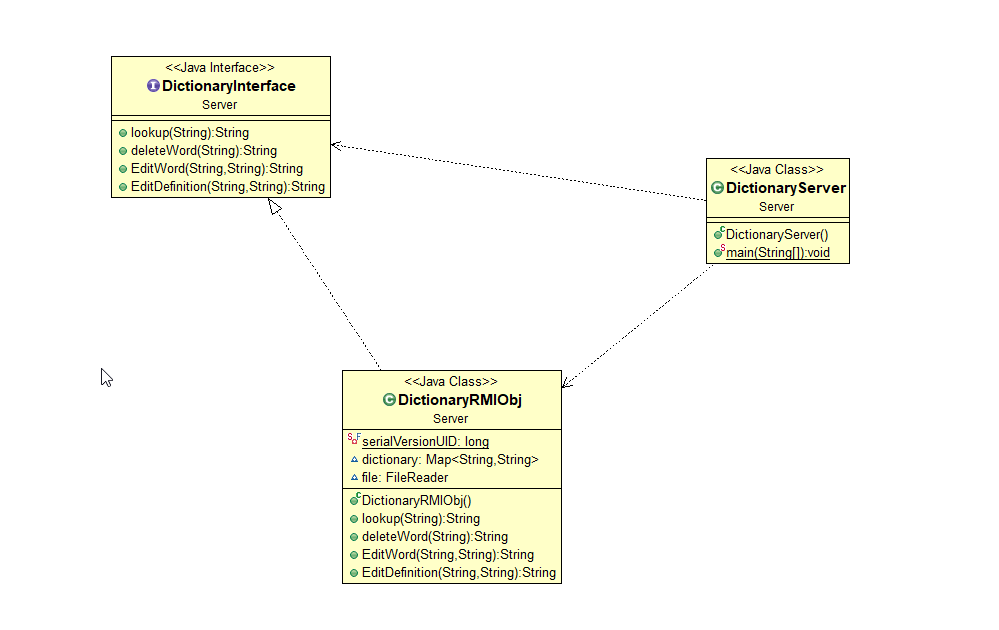 <<Java Interface>>
DictionaryInterface
Server
lookup(String):String
deleteWord(String):String
EditWord(String,String):String
EditDefinition(String,String):String
<<Java Class>>
DictionaryServer
Server
DictionaryServer()
main(String[]):void
<<Java Class>>
DictionaryRMIObj
Server
serialVersionUID: long
dictionary: Map<String,String>
file: FileReader
DictionaryRMIObj()
lookup(String):String
deleteWord(String):String
EditWord(String,String):String
EditDefinition(String,String):String